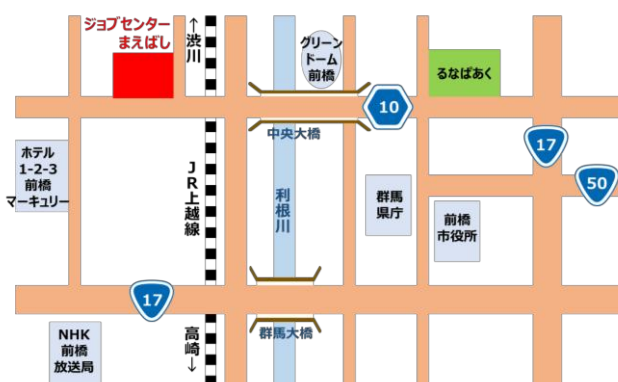 ジョブセンター
まえばし
↑渋川
グリーン
ドーム
前橋
るなぱあく
10
中央大橋
17
ホテル
1-2-3
前橋
マーキュリー
JR上越線
利根川
群馬
県庁
前橋
市役所
50
17
群馬大橋
NHK
前橋
放送局
高崎↓